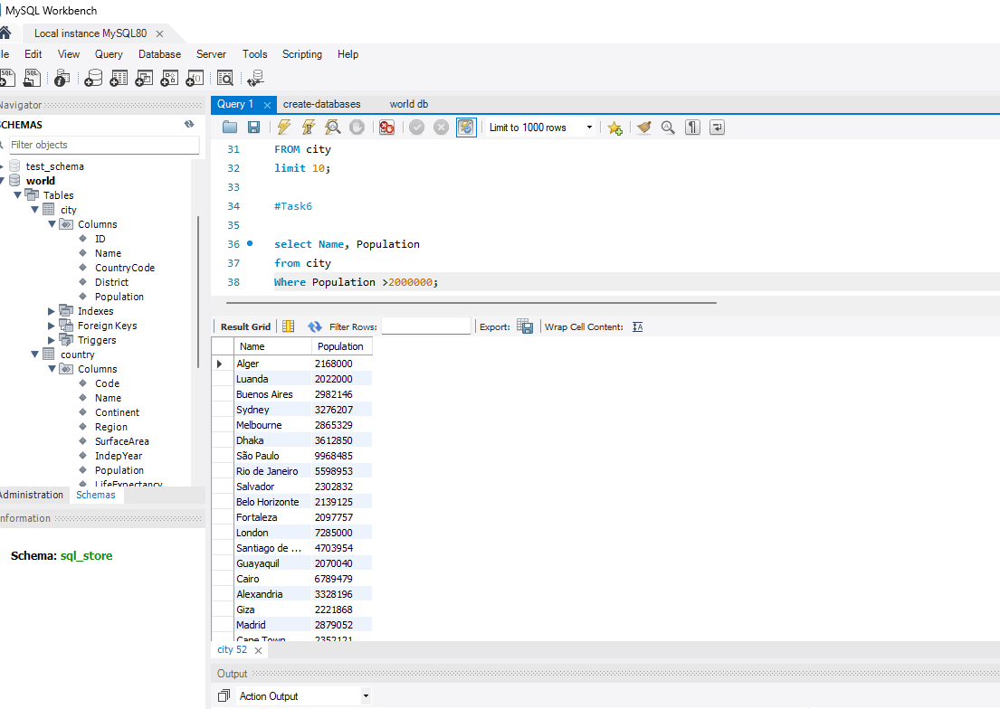 MySQL Workbench
Local instance MySQL80
Edit View Query Database Server Tools Scripting Help
SCHEMAS
Filter objects
test_schema
world
Tables
city
Columns
ID
Name
CountryCode
District
Population
Indexes
Foreign Keys
Triggers
country
Columns
Code
Name
Continent
Region
SurfaceArea
IndepYear
Population
LifeExpectancy
Administration Schemas
Information
Schema: sql_store
Query 1 create-databases world db
Limit to 1000 rows
31 FROM city
32 limit 10;
33
34 #Task6
35
36 select Name, Population
37 from city
38 Where Population >2000000;
Result Grid Filter Rows: Export: Wrap Cell Content:
Name Population
Alger 2168000
Luanda 2022000
Buenos Aires 2982146
Sydney 3276207
Melbourne 2865329
Dhaka 3612850
São Paulo 9968485
Rio de Janeiro 5598953
Salvador 2302832
Belo Horizonte 2139125
Fortaleza 2097757
London 7285000
Santiago de ... 4703954
Guayaquil 2070040
Cairo 6789479
Alexandria 3328196
Giza 2221868
Madrid 2879052
Cape Town 2352121
city 52
Output
Action Output